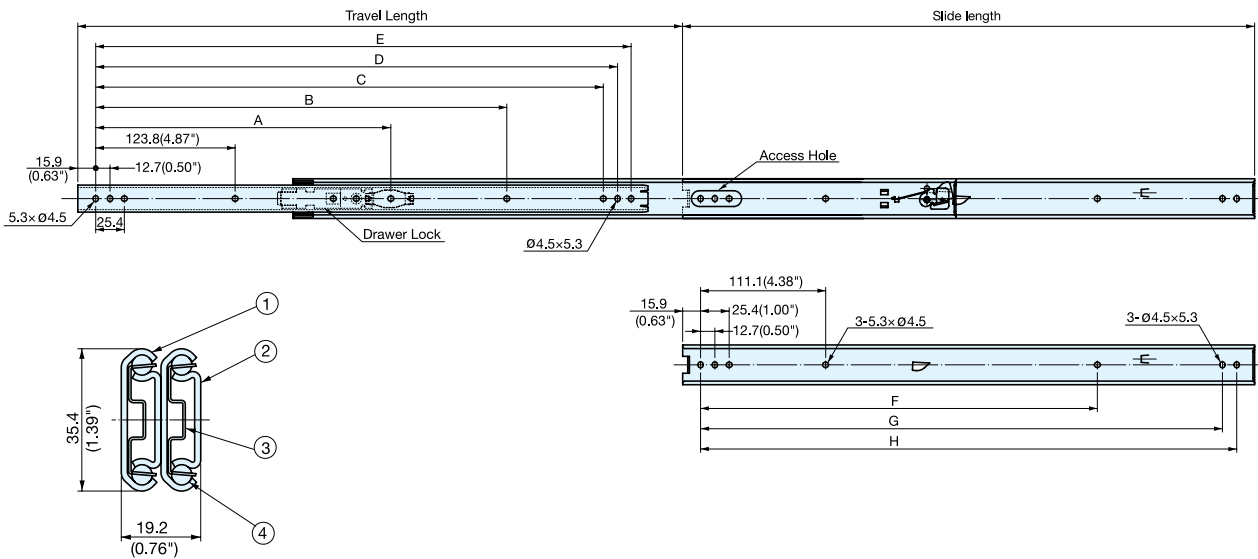 Travel Length
Slide length
E
D
C
B
A
123.8(4.87")
15.9
(0.63")
12.7(0.50")
Access Hole
5.3×Ø4.5
25.4
Drawer Lock
Ø4.5×5.3
111.1(4.38")
15.9
(0.63")
25.4(1.00")
12.7(0.50")
3-5.3×Ø4.5
3-Ø4.5×5.3
F
G
H
1
2
3
4
35.4
(1.39")
19.2
(0.76")